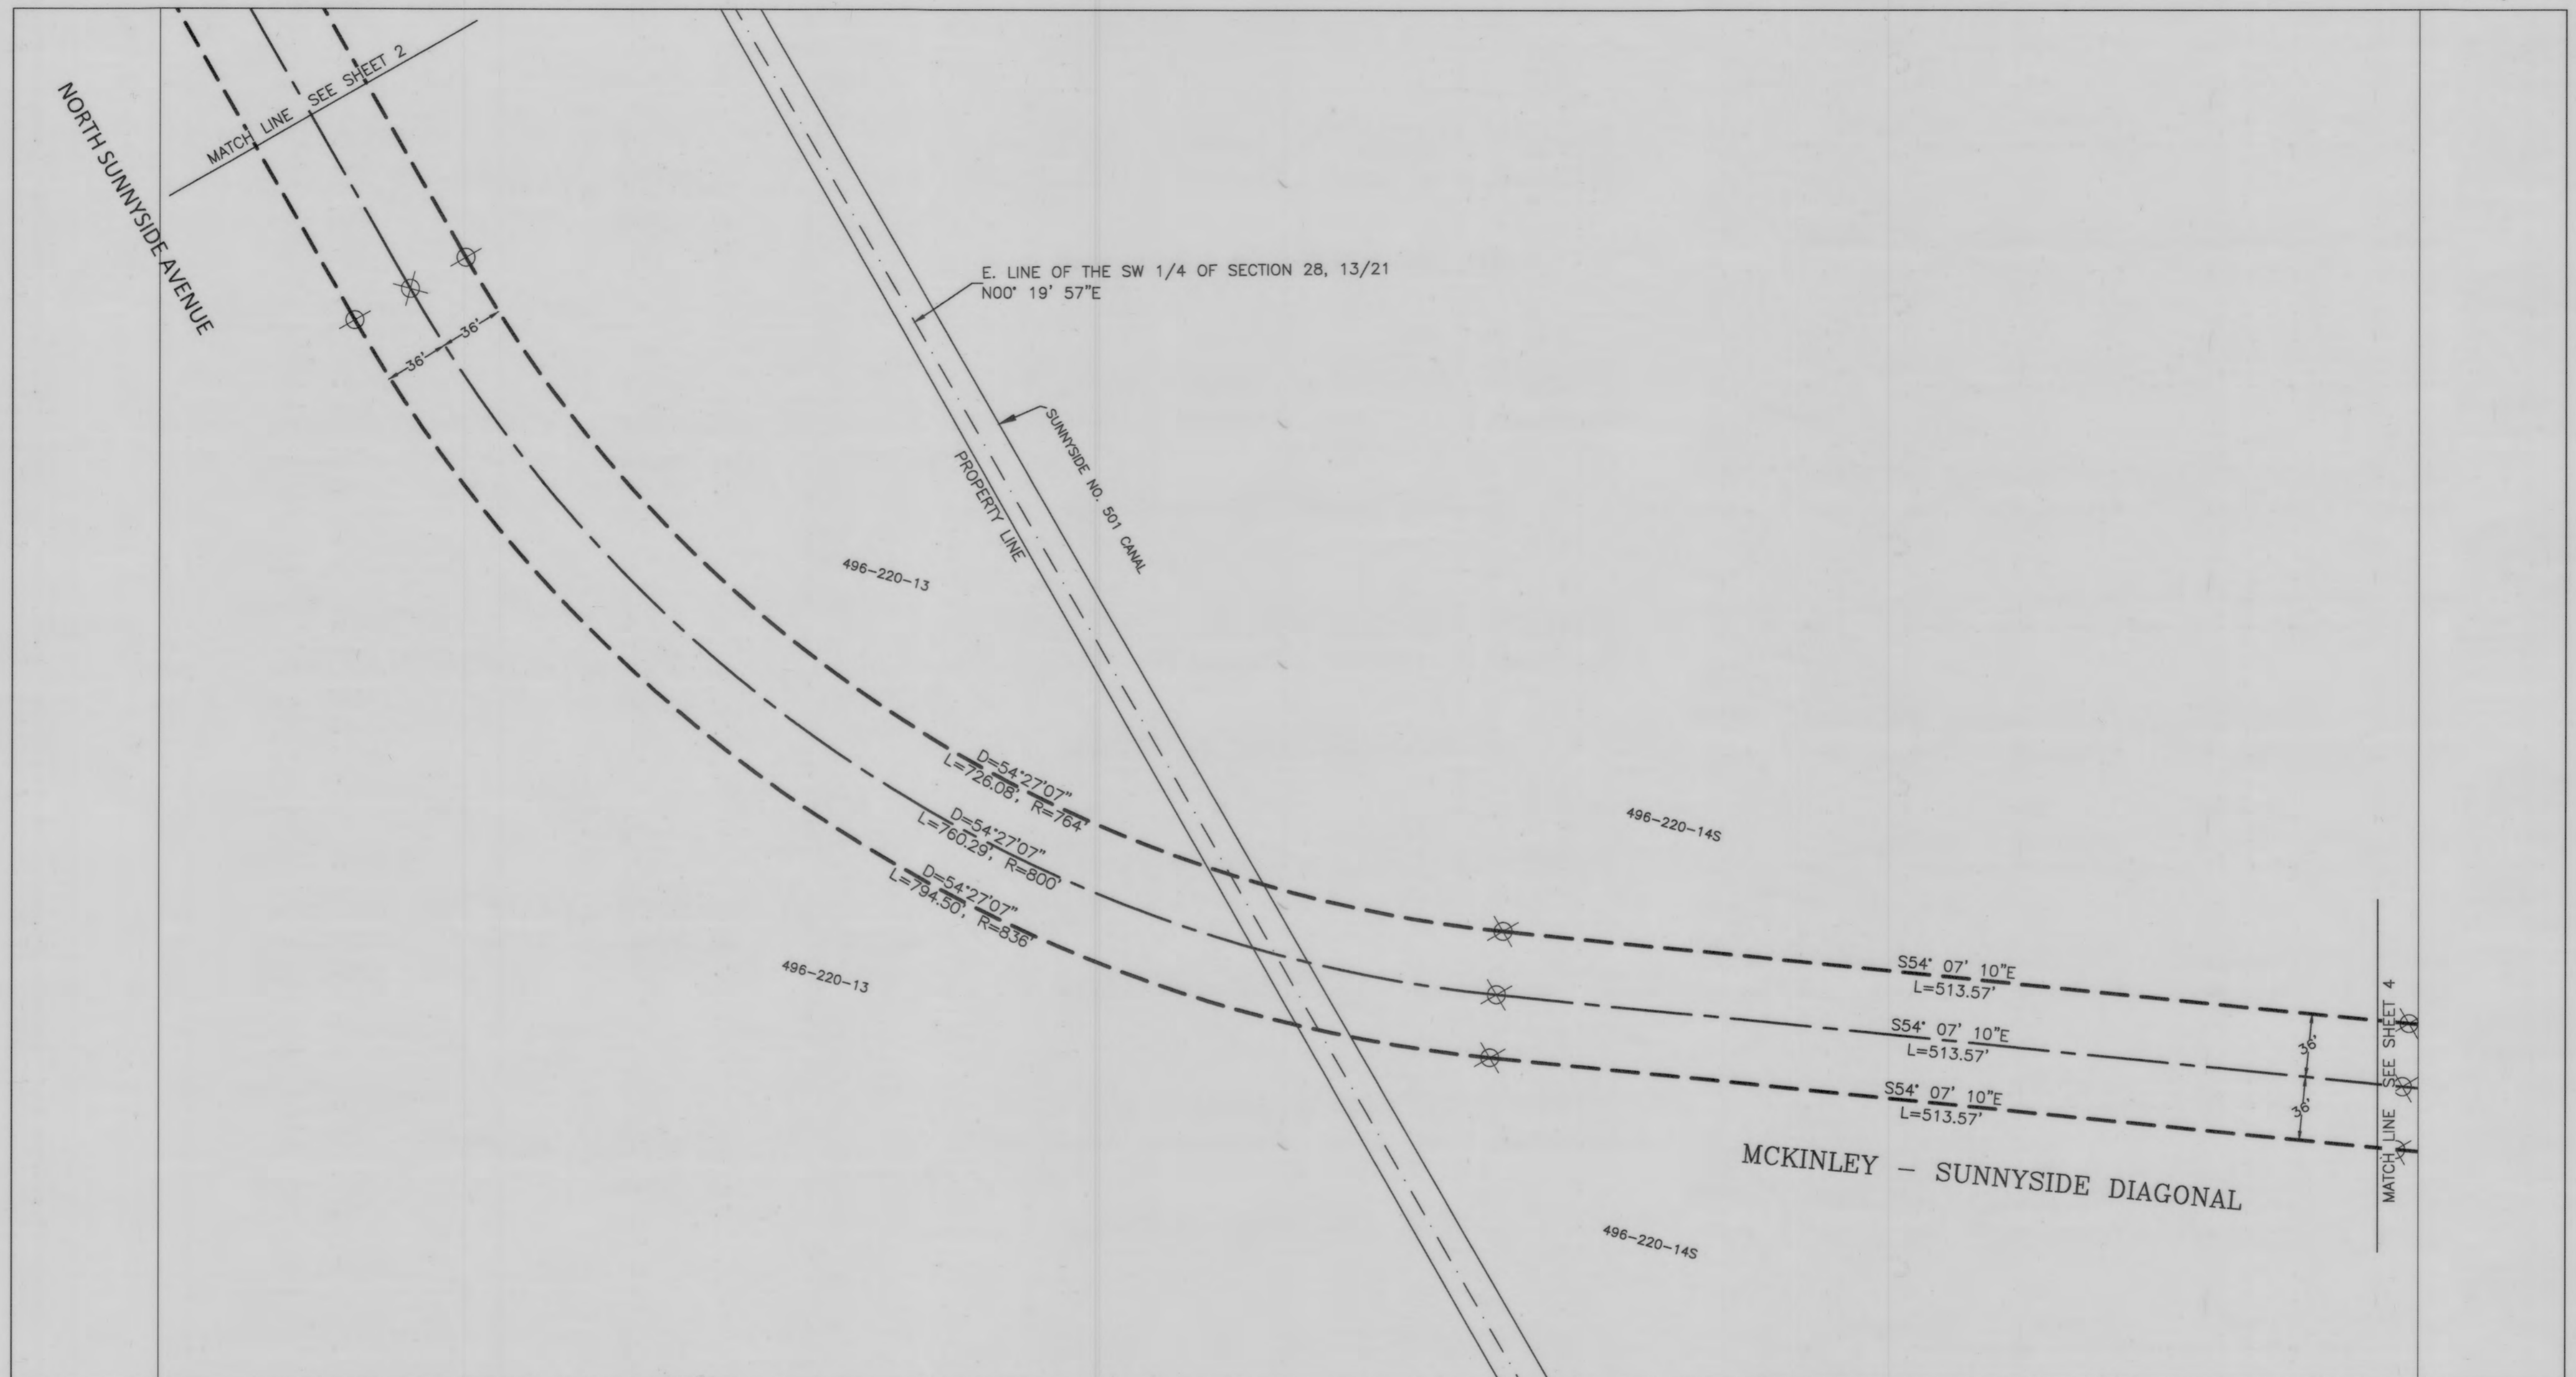 MATCH LINE SEE SHEET 2
NORTH SUNNYSIDE AVENUE
36'
36'
E. LINE OF THE SW 1/4 OF SECTION 28, 13/21
N00° 19' 57"E
SUNNYSIDE NO. 501 CANAL
PROPERTY LINE
496-220-13
D=54°27'07"
L=726.08', R=764'
D=54°27'07"
L=760.29', R=800'
D=54°27'07"
L=794.50', R=836'
496-220-13
496-220-14S
S54° 07' 10"E
L=513.57'
S54° 07' 10"E
L=513.57'
S54° 07' 10"E
L=513.57'
36'
36'
MATCH LINE SEE SHEET 4
MCKINLEY – SUNNYSIDE DIAGONAL
496-220-14S